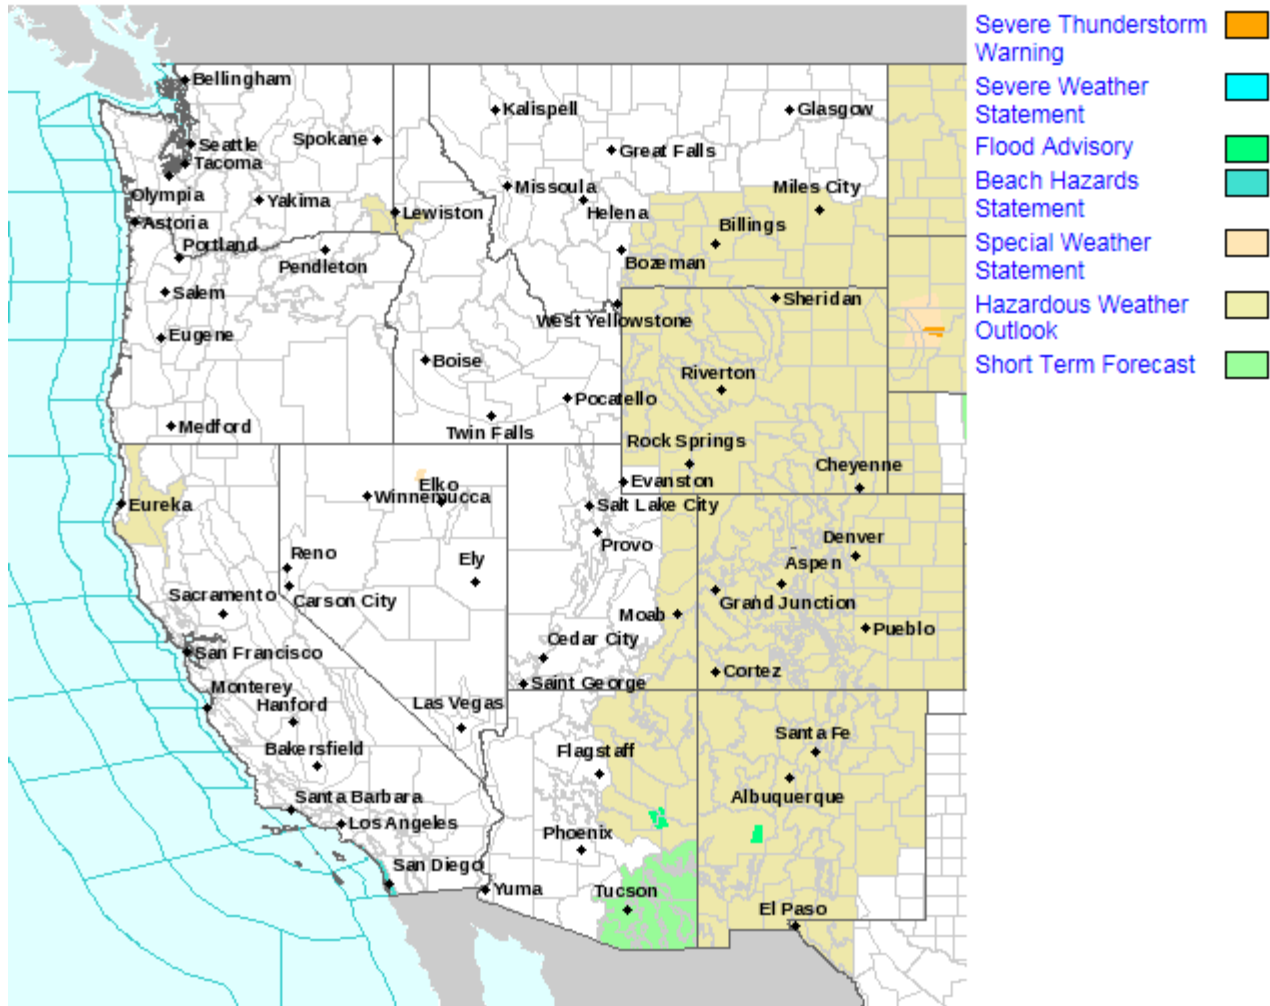 Bellingham
Seattle
Tacoma
Olympia
Astoria
Spokane
Yakima
Lewiston
Portland
Pendleton
Salem
Eugene
Medford
Kalispell
Glasgow
Great Falls
Missoula
Helena
Miles City
Billings
Bozeman
Sheridan
West Yellowstone
Boise
Pocatello
Twin Falls
Riverton
Rock Springs
Cheyenne
Evanston
Eureka
Elko
Winnemucca
Salt Lake City
Provo
Reno
Ely
Carson City
Sacramento
San Francisco
Denver
Aspen
Grand Junction
Moab
Pueblo
Cedar City
Cortez
Saint George
Monterey
Hanford
Las Vegas
Bakersfield
Flagstaff
Santa Fe
Albuquerque
Santa Barbara
Los Angeles
Phoenix
San Diego
Yuma
Tucson
El Paso
Severe Thunderstorm
Warning
Severe Weather
Statement
Flood Advisory
Beach Hazards
Statement
Special Weather
Statement
Hazardous Weather
Outlook
Short Term Forecast